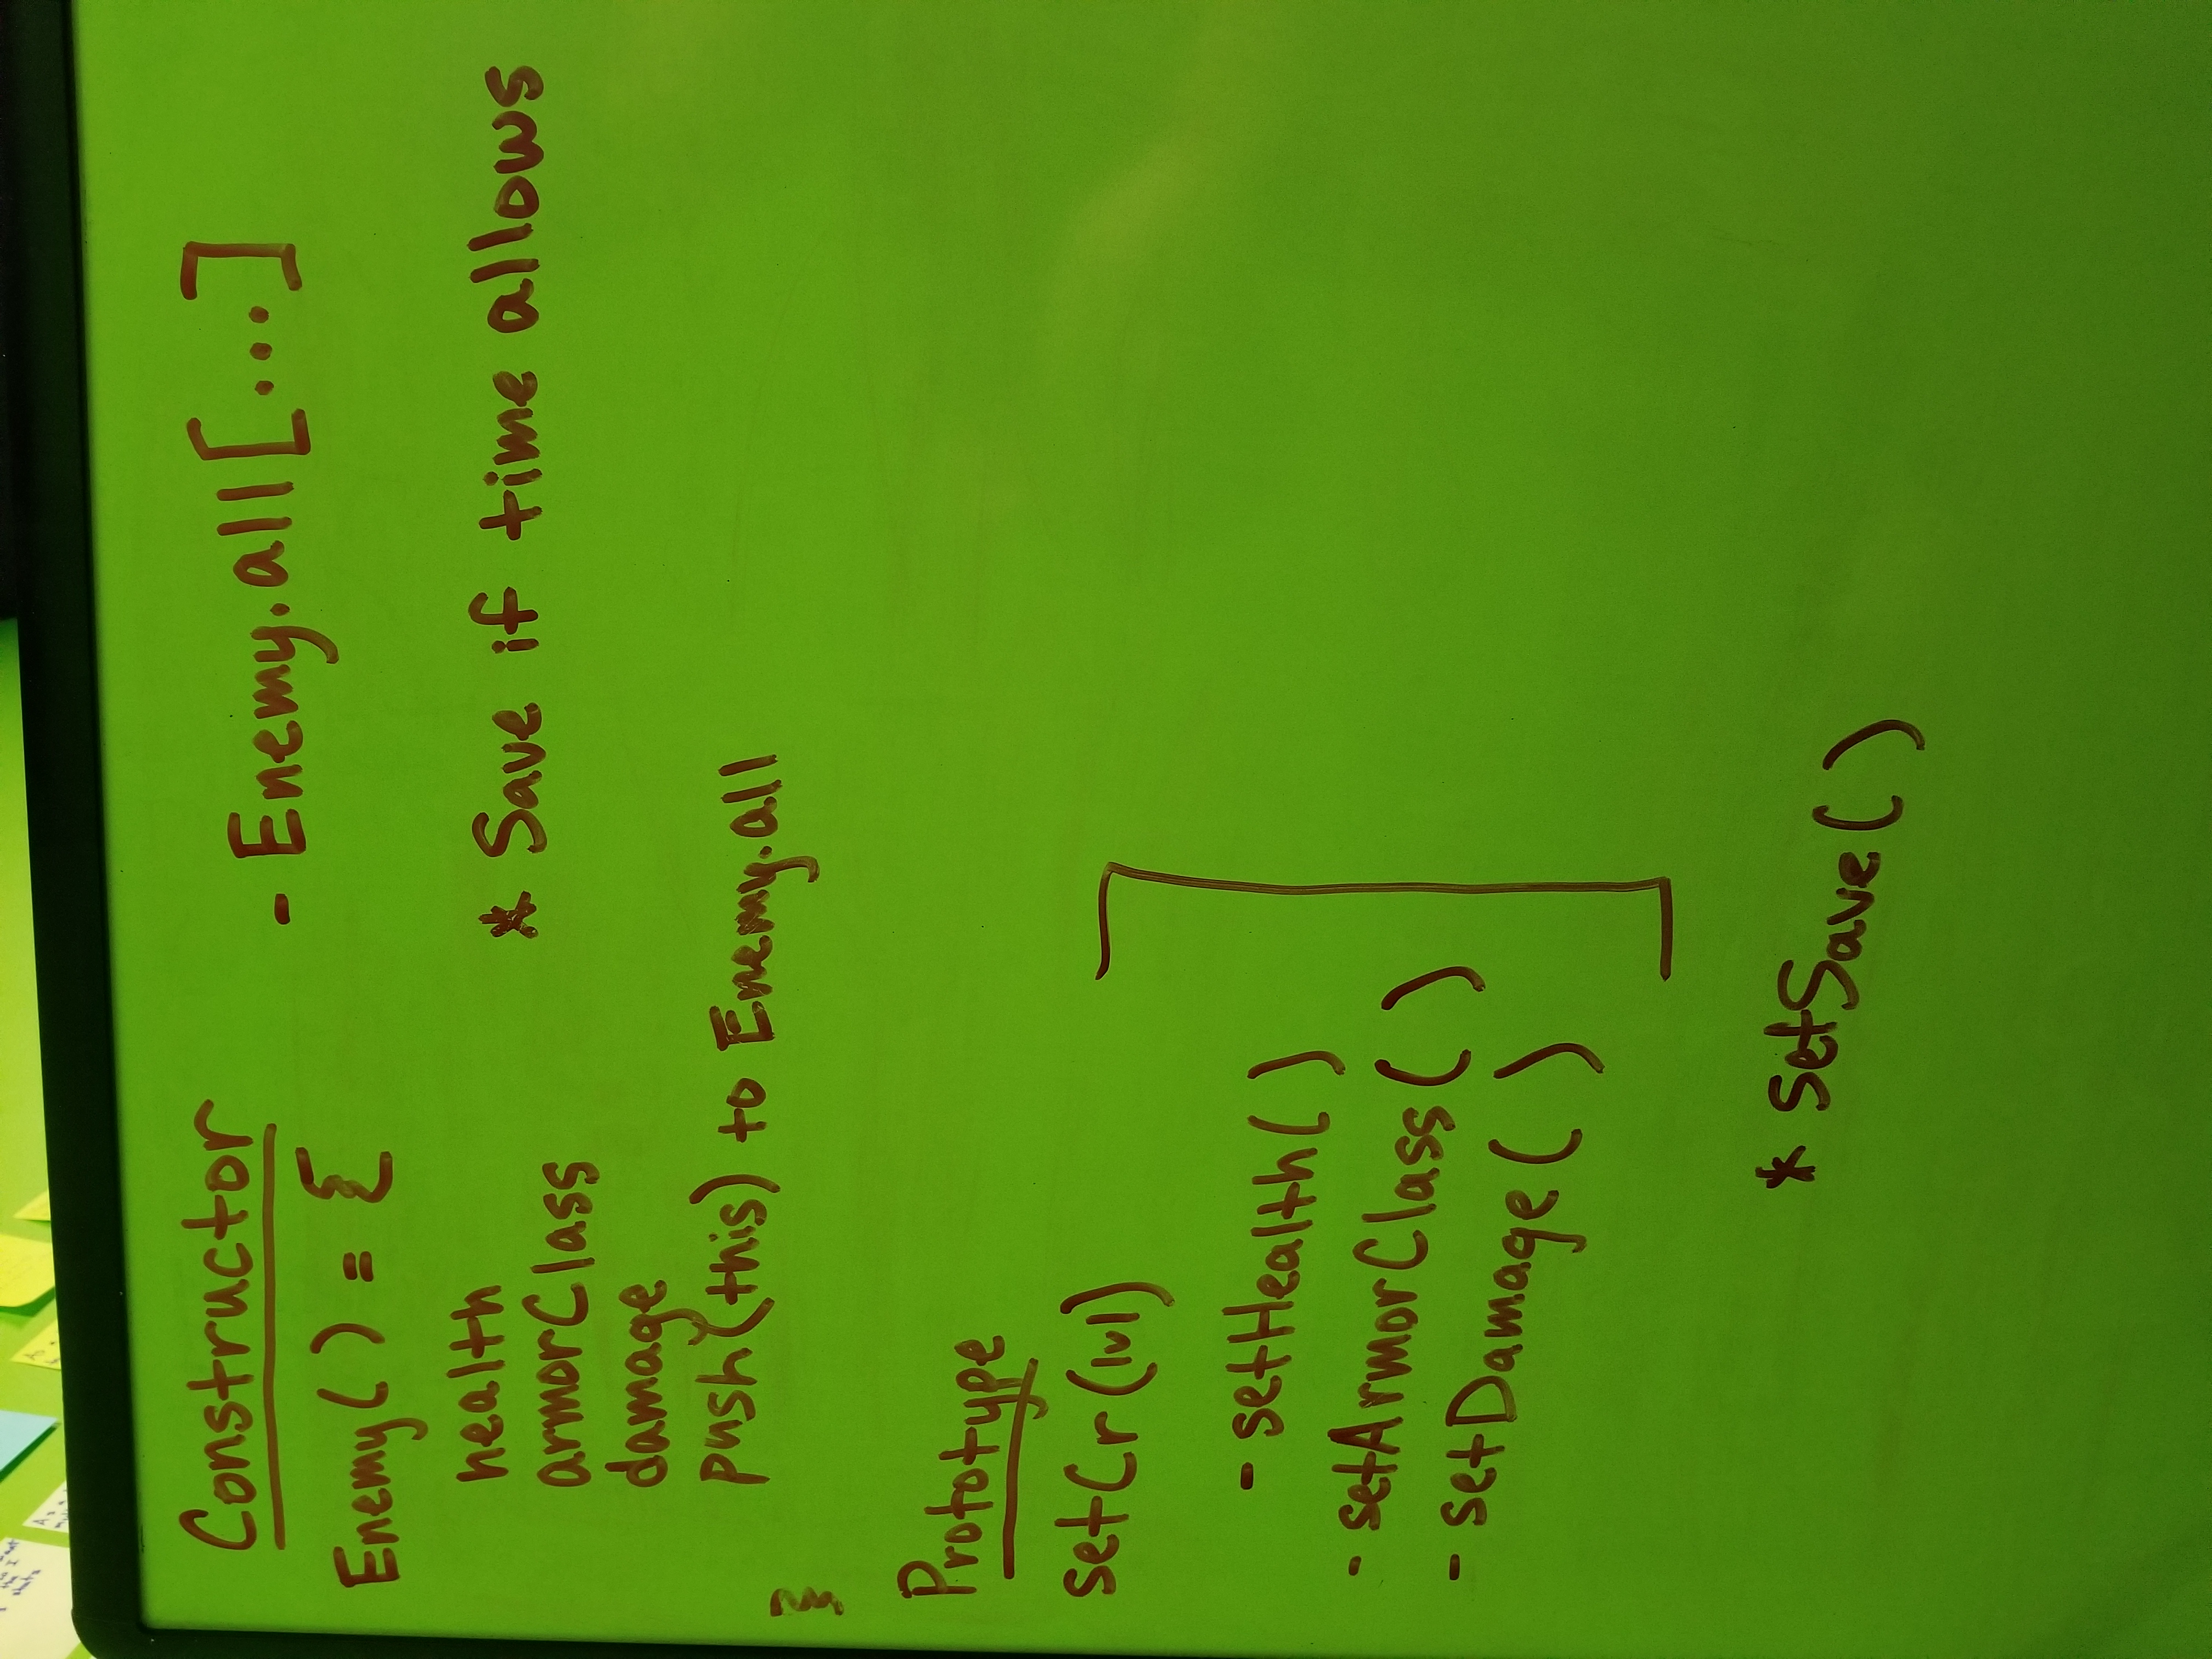 Constructor
Enemy( ) = {
health
armorClass
damage
push(this) to Enemy.all
}
- Enemy.all[...]
* Save if time allows
Prototype
setCr(lvl)
- setHealth( )
- setArmorClass( )
- setDamage( )
* setSave( )